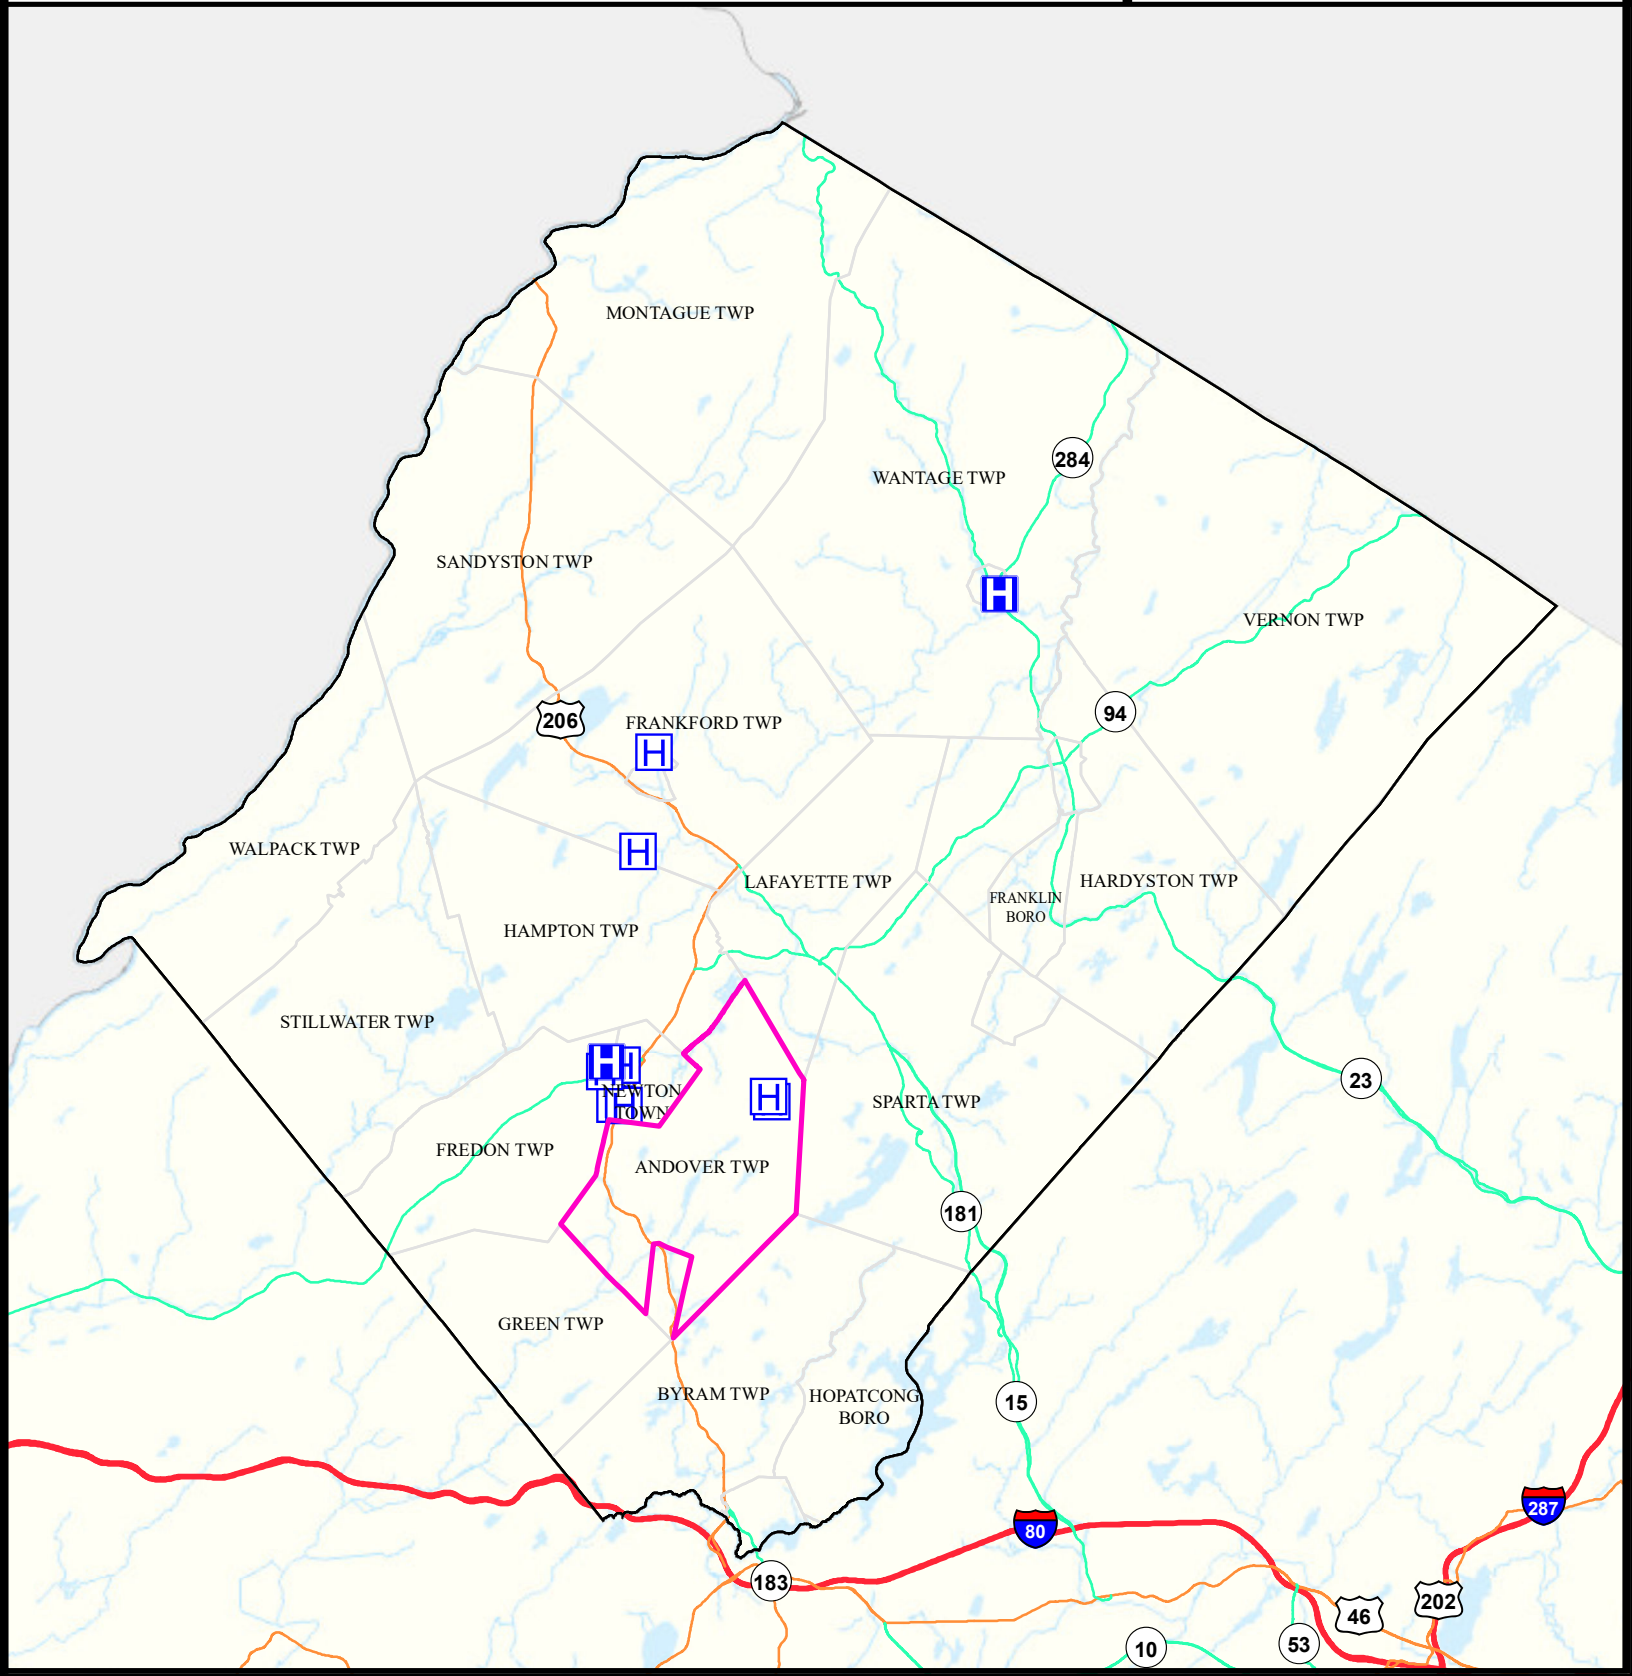 MONTAGUE TWP
284
WANTAGE TWP
SANDYSTON TWP
H
VERNON TWP
94
206
FRANKFORD TWP
H
WALPACK TWP
H
LAFAYETTE TWP
HARDYSTON TWP
FRANKLIN
BORO
HAMPTON TWP
STILLWATER TWP
H
H
NEWTON
TOWN
H
H
SPARTA TWP
23
FREDON TWP
ANDOVER TWP
181
GREEN TWP
BYRAM TWP
HOPATCONG
BORO
15
287
80
183
202
46
53
10